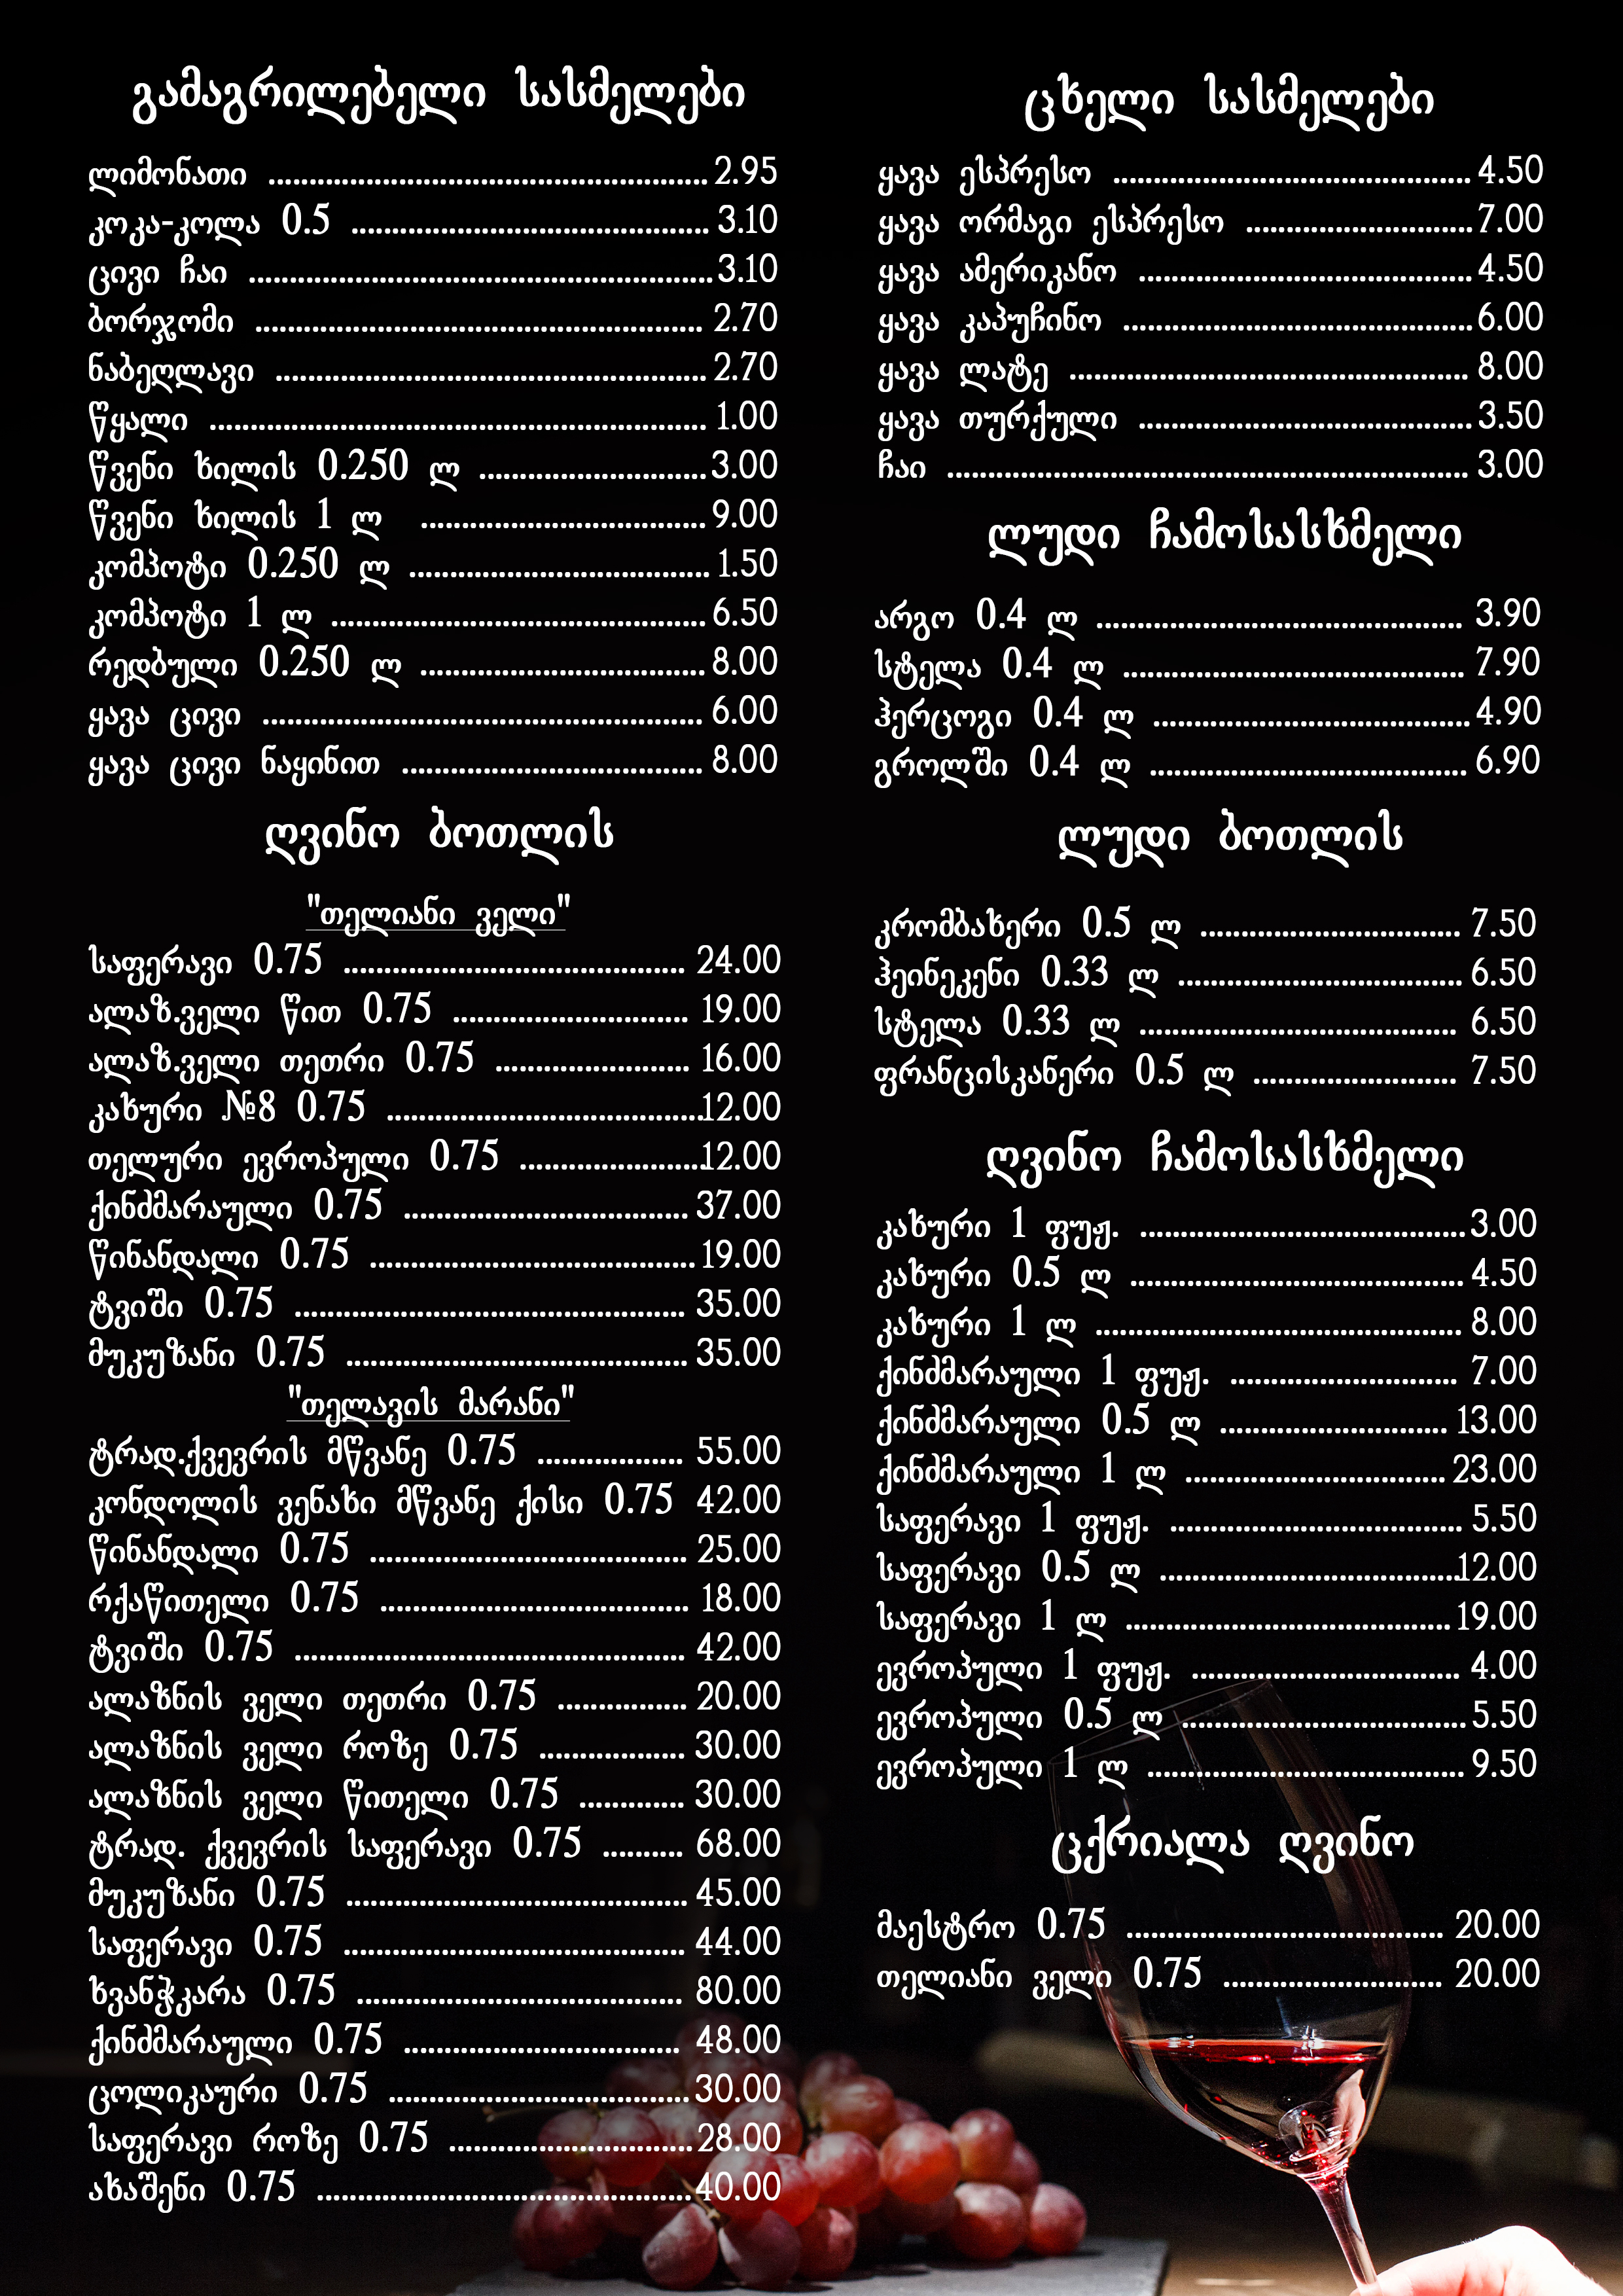 გამაგრილებელი სასმელები
ლიმონათი ........................................................ 2.95
კოკა-კოლა 0.5 .............................................. 3.10
ცივი ჩაი ........................................................... 3.10
ბორჯომი ......................................................... 2.70
ნაბეღლავი ....................................................... 2.70
წყალი ............................................................... 1.00
წვენი ხილის 0.250 ლ ............................. 3.00
წვენი ხილის 1 ლ .................................... 9.00
კომპოტი 0.250 ლ ...................................... 1.50
კომპოტი 1 ლ ................................................ 6.50
რედბული 0.250 ლ .................................... 8.00
ყავა ცივი ........................................................ 6.00
ყავა ცივი ნაყინით ...................................... 8.00
ღვინო ბოთლის
"თელიანი ველი"
საფერავი 0.75 ........................................... 24.00
ალაზ.ველი წით 0.75 .............................. 19.00
ალაზ.ველი თეთრი 0.75 ......................... 16.00
კახური №8 0.75 ........................................ 12.00
თელური ევროპული 0.75 ........................ 12.00
ქინძმარაული 0.75 .................................... 37.00
წინანდალი 0.75 ......................................... 19.00
ტვიში 0.75 ................................................. 35.00
მუკუზანი 0.75 ........................................... 35.00
"თელავის მარანი"
ტრად.ქვევრის მწვანე 0.75 ................... 55.00
კონდოლის ვენახი მწვანე ქისი 0.75 42.00
წინანდალი 0.75 ........................................ 25.00
რქაწითელი 0.75 ....................................... 18.00
ტვიში 0.75 ................................................. 42.00
ალაზნის ველი თეთრი 0.75 ................. 20.00
ალაზნის ველი როზე 0.75 ................... 30.00
ალაზნის ველი წითელი 0.75 .............. 30.00
ტრად. ქვევრის საფერავი 0.75 .......... 68.00
მუკუზანი 0.75 ........................................... 45.00
საფერავი 0.75 ........................................... 44.00
ხვანჭკარა 0.75 ......................................... 80.00
ქინძმარაული 0.75 ................................... 48.00
ცოლიკაური 0.75 ...................................... 30.00
საფერავი როზე 0.75 ............................... 28.00
ახაშენი 0.75 ............................................... 40.00
ცხელი სასმელები
ყავა ესპრესო ............................................. 4.50
ყავა ორმაგი ესპრესო ............................. 7.00
ყავა ამერიკანო .......................................... 4.50
ყავა კაპუჩინო ............................................ 6.00
ყავა ლატე ................................................... 8.00
ყავა თურქული .......................................... 3.50
ჩაი .................................................................. 3.00
ლუდი ჩამოსასხმელი
არგო 0.4 ლ .............................................. 3.90
სტელა 0.4 ლ ........................................... 7.90
ჰერცოგი 0.4 ლ ........................................ 4.90
გროლში 0.4 ლ ........................................ 6.90
ლუდი ბოთლის
კრომბახერი 0.5 ლ ................................. 7.50
ჰეინეკენი 0.33 ლ .................................... 6.50
სტელა 0.33 ლ ........................................ 6.50
ფრანცისკანერი 0.5 ლ .......................... 7.50
ღვინო ჩამოსასხმელი
კახური 1 ფუჟ. ......................................... 3.00
კახური 0.5 ლ .......................................... 4.50
კახური 1 ლ .............................................. 8.00
ქინძმარაული 1 ფუჟ. ............................. 7.00
ქინძმარაული 0.5 ლ ............................. 13.00
ქინძმარაული 1 ლ ................................. 23.00
საფერავი 1 ფუჟ. ..................................... 5.50
საფერავი 0.5 ლ ...................................... 12.00
საფერავი 1 ლ ......................................... 19.00
ევროპული 1 ფუჟ. .................................. 4.00
ევროპული 0.5 ლ .................................... 5.50
ევროპული 1 ლ ........................................ 9.50
ცქრიალა ღვინო
მაესტრო 0.75 ........................................ 20.00
თელიანი ველი 0.75 ............................ 20.00